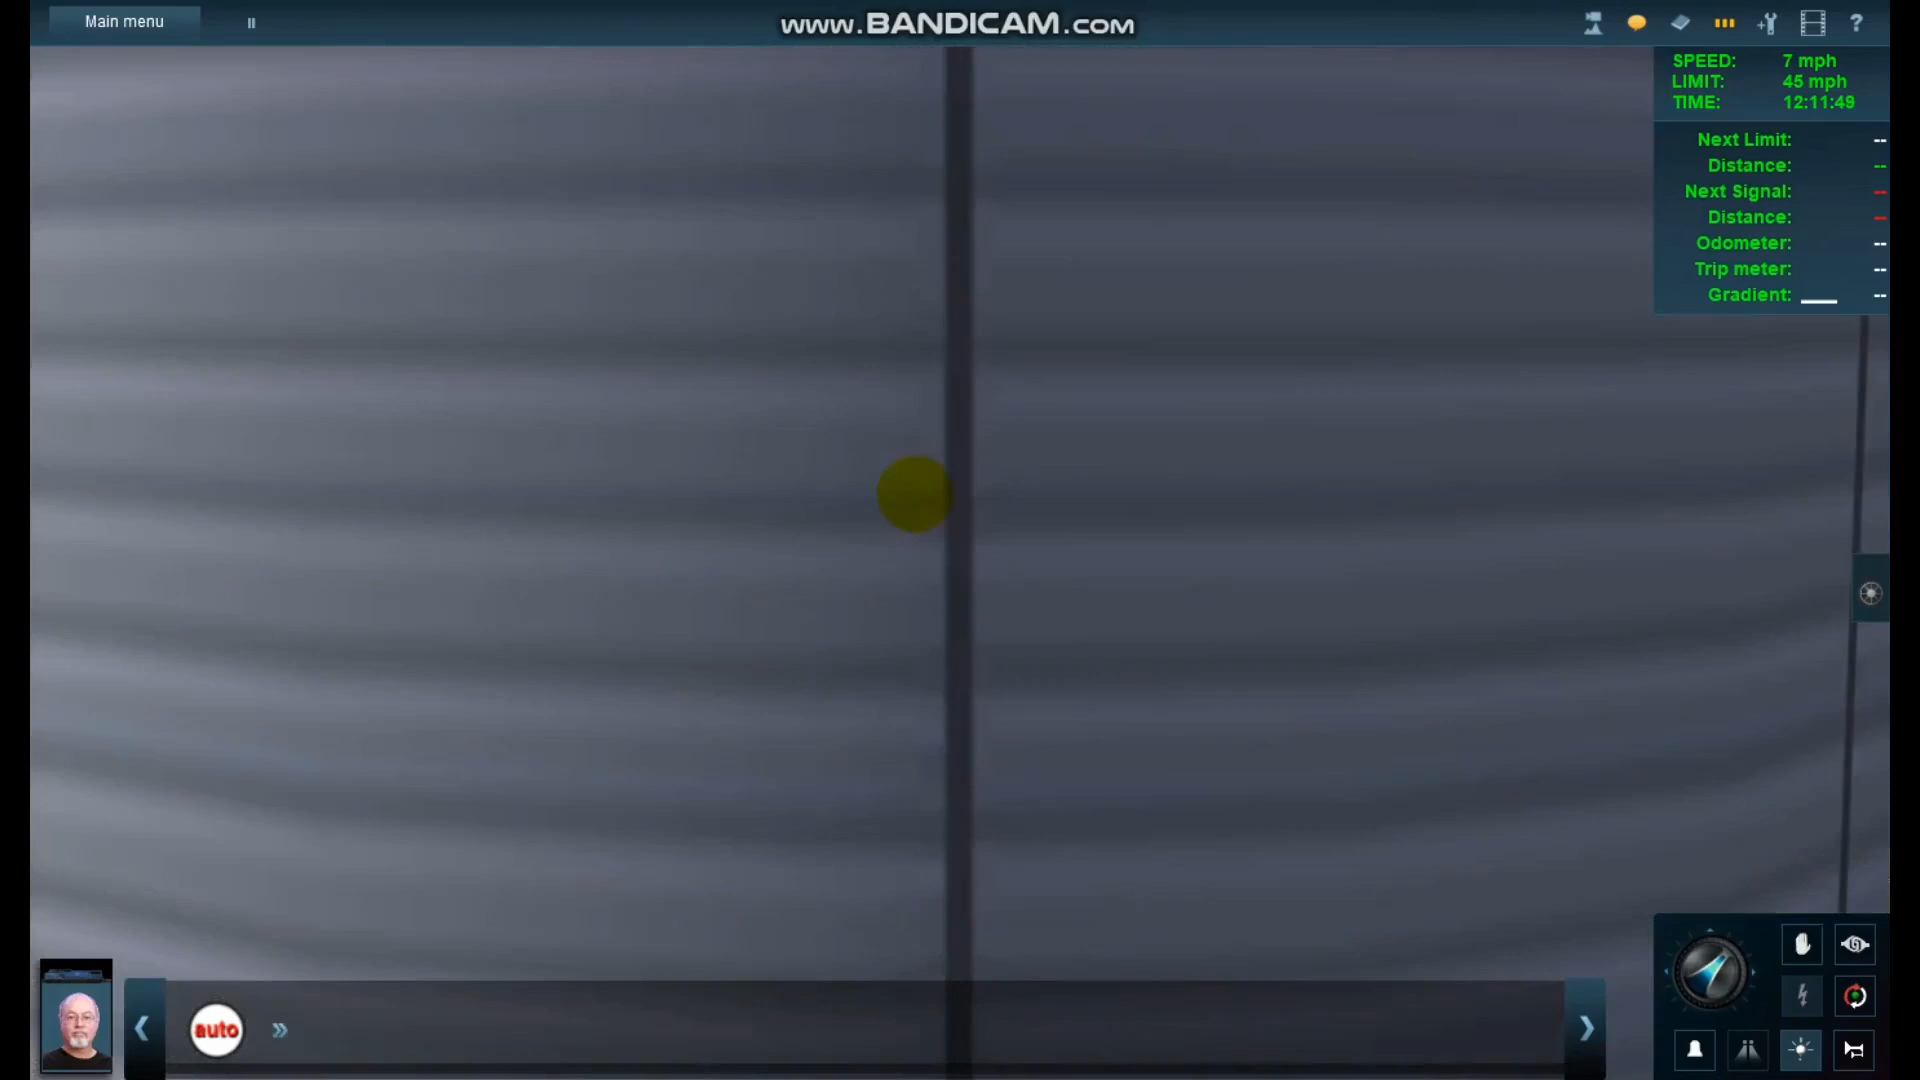 Main menu
www.BANDICAM.com
?
SPEED: 7 mph
LIMIT: 45 mph
TIME: 12:11:49
Next Limit: --
Distance: --
Next Signal: --
Distance: --
Odometer: --
Trip meter: --
Gradient: --
auto